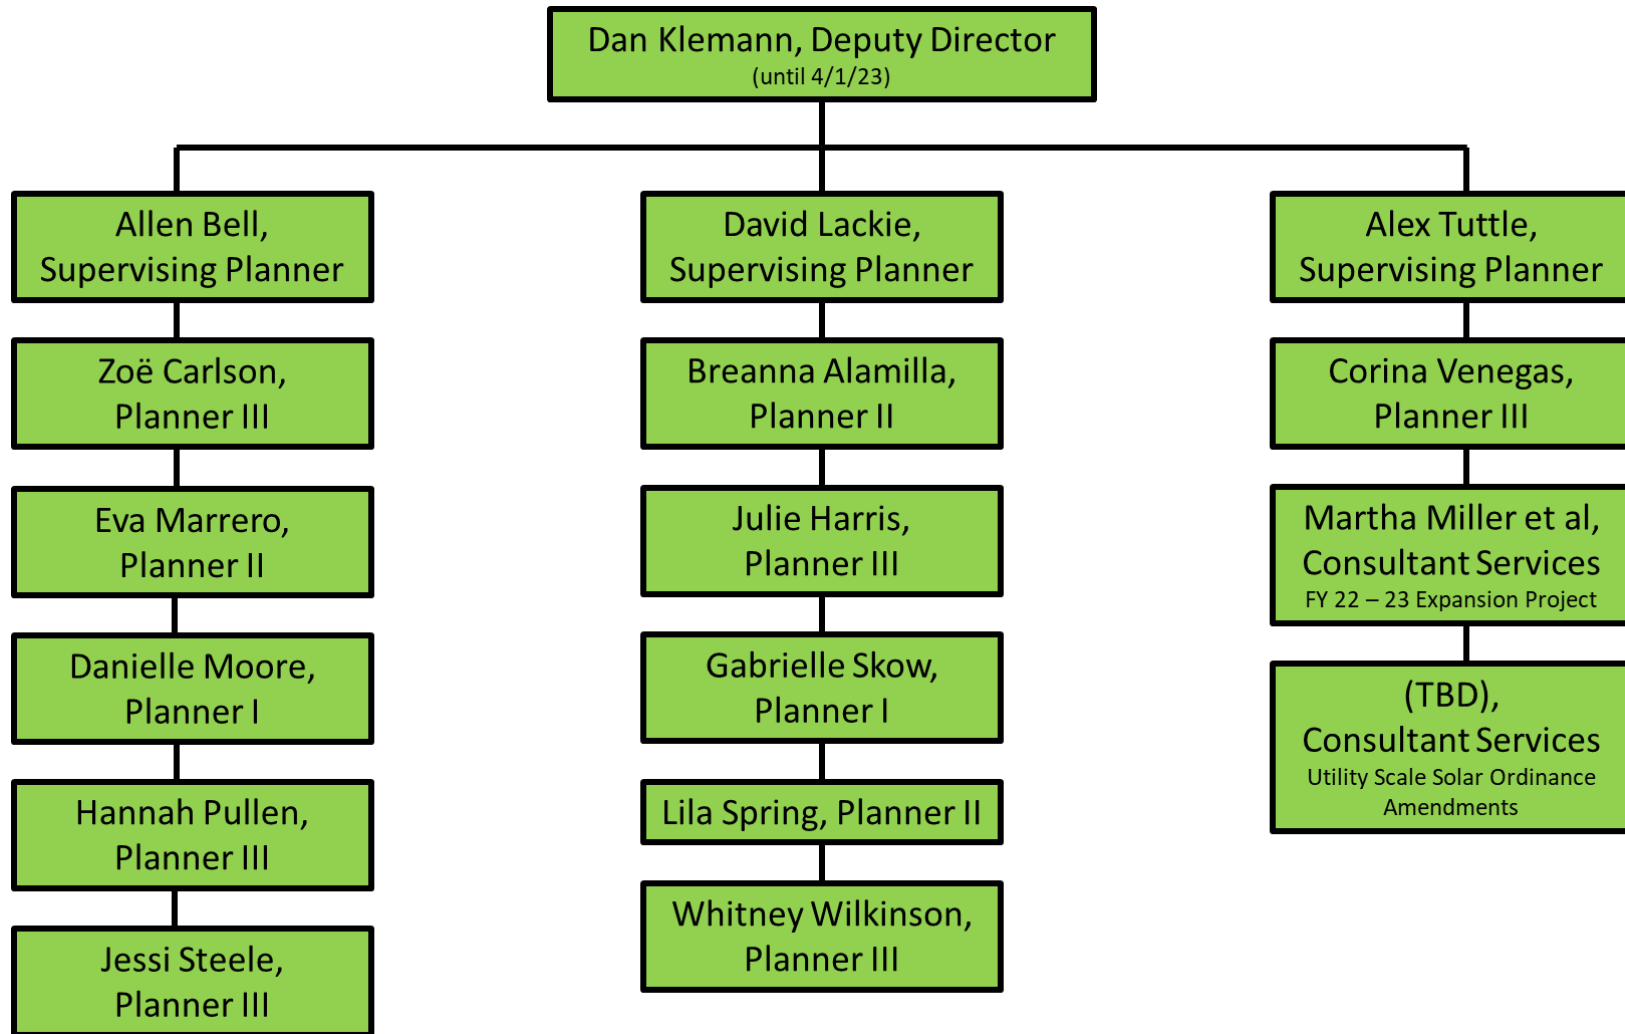 Dan Klemann, Deputy Director
(until 4/1/23)
Allen Bell,
Supervising Planner
Zoë Carlson,
Planner III
Eva Marrero,
Planner II
Danielle Moore,
Planner I
Hannah Pullen,
Planner III
Jessi Steele,
Planner III
David Lackie,
Supervising Planner
Breanna Alamilla,
Planner II
Julie Harris,
Planner III
Gabrielle Skow,
Planner I
Lila Spring, Planner II
Whitney Wilkinson,
Planner III
Alex Tuttle,
Supervising Planner
Corina Venegas,
Planner III
Martha Miller et al,
Consultant Services
FY 22 – 23 Expansion Project
(TBD),
Consultant Services
Utility Scale Solar Ordinance
Amendments